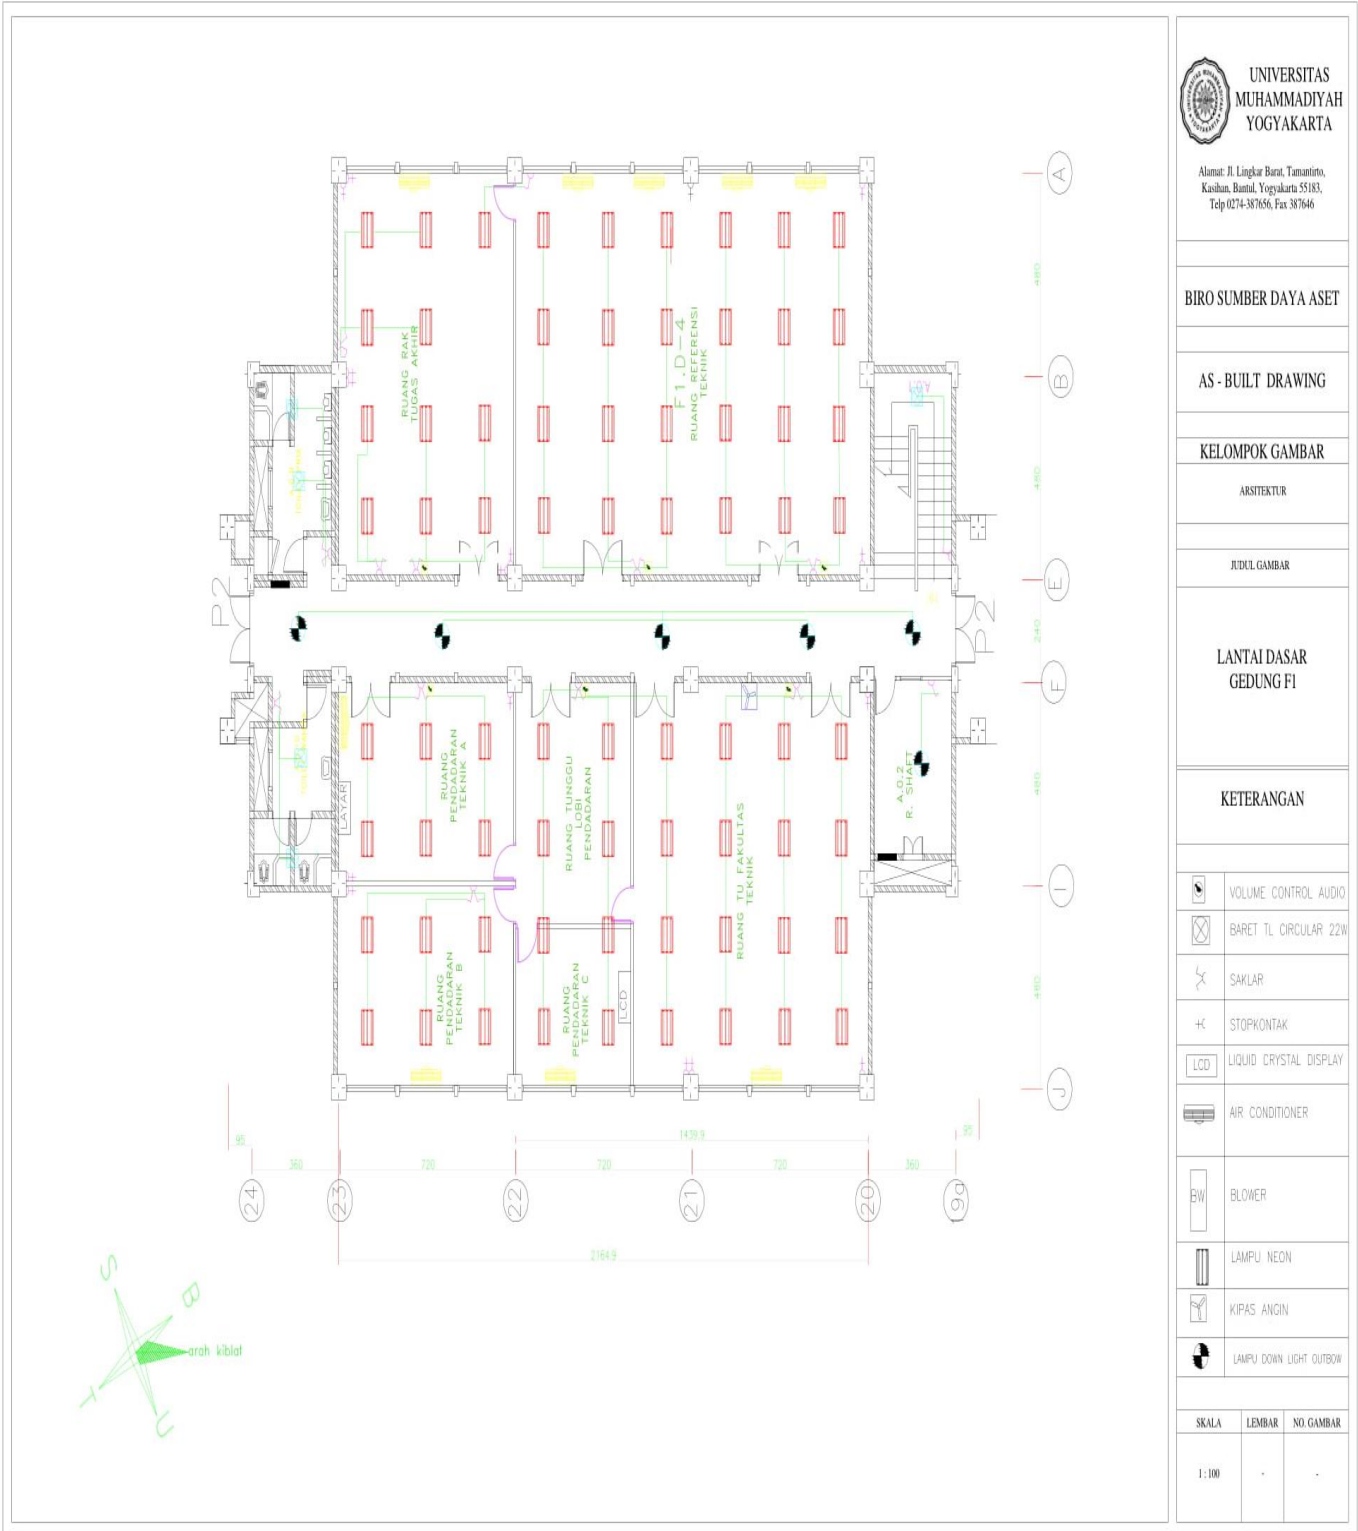 UNIVERSITAS
MUHAMMADIYAH
YOGYAKARTA
Alamat: Jl. Lingkar Barat, Tamantirto,
Kasihan, Bantul, Yogyakarta 55183,
Telp 0274-387656, Fax 387646
BIRO SUMBER DAYA ASET
AS - BUILT DRAWING
KELOMPOK GAMBAR
ARSITEKTUR
JUDUL GAMBAR
LANTAI DASAR
GEDUNG F1
KETERANGAN
VOLUME CONTROL AUDIO
BARET TL CIRCULAR 22W
SAKLAR
STOPKONTAK
LCD LIQUID CRYSTAL DISPLAY
AIR CONDITIONER
BW BLOWER
LAMPU NEON
KIPAS ANGIN
LAMPU DOWN LIGHT OUTBOW
SKALA LEMBAR NO. GAMBAR
1 : 100 - -
A
B
E
F
I
J
480
480
240
480
480
RUANG RAK
TUGAS AKHIR
F1.D-4
RUANG REFERENSI
TEKNIK
P2
P2
RUANG
PENDADARAN
TEKNIK A
LAYAR
RUANG TUNGGU
LOBI
PENDADARAN
RUANG TU FAKULTAS
TEKNIK
A.0.2
R. SHAFT
RUANG
PENDADARAN
TEKNIK B
RUANG
PENDADARAN
TEKNIK C
LCD
1439.9
360
720
720
720
360
24
23
22
21
20
19a
2164.9
S
B
T
U
arah kiblat